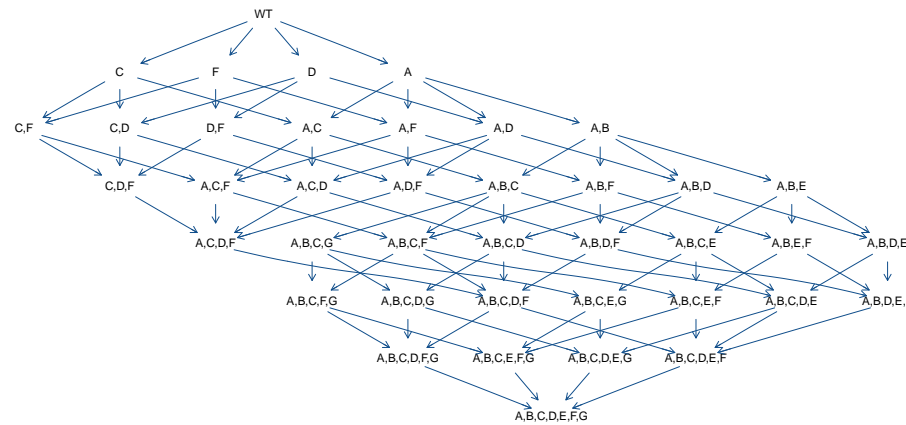 WT
C F D A
C,F C,D D,F A,C A,F A,D A,B
C,D,F A,C,F A,C,D A,D,F A,B,C A,B,F A,B,D A,B,E
A,C,D,F A,B,C,G A,B,C,F A,B,C,D A,B,D,F A,B,C,E A,B,E,F A,B,D,E
A,B,C,F,G A,B,C,D,G A,B,C,D,F A,B,C,E,G A,B,C,E,F A,B,C,D,E A,B,D,E,
A,B,C,D,F,G A,B,C,E,F,G A,B,C,D,E,G A,B,C,D,E,F
A,B,C,D,E,F,G